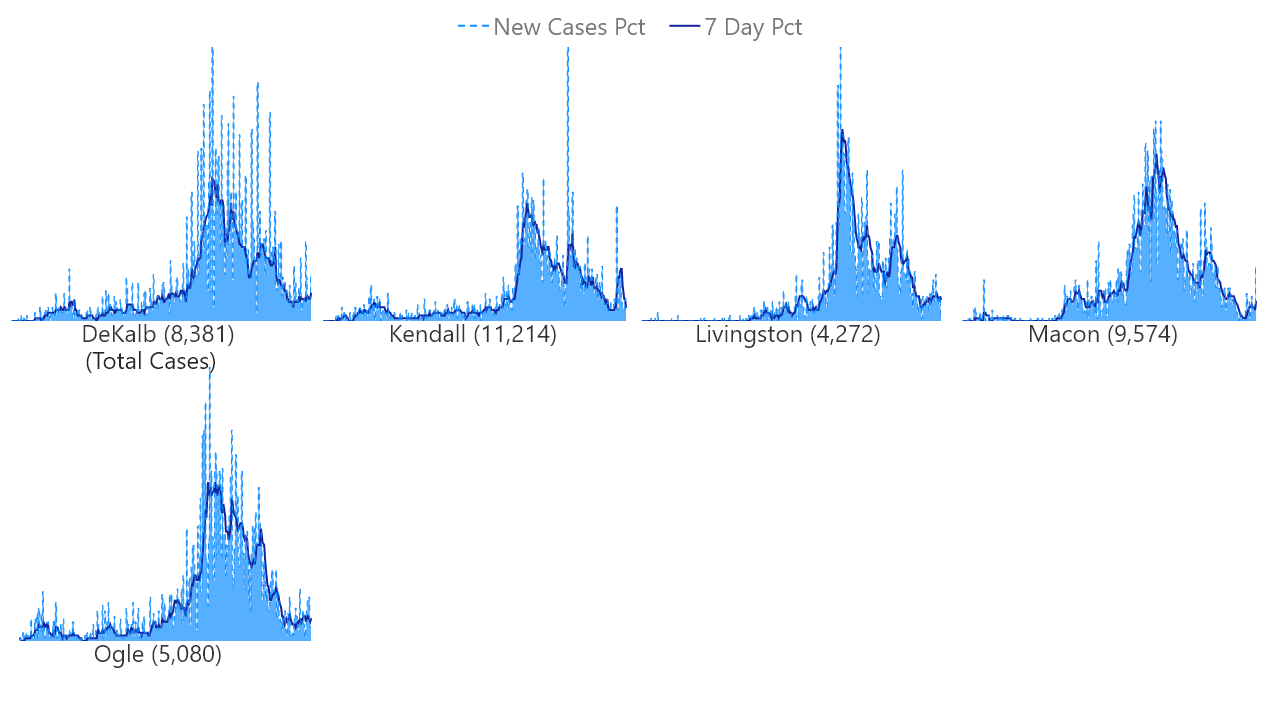 New Cases Pct 7 Day Pct
DeKalb (8,381)
(Total Cases)
Kendall (11,214)
Livingston (4,272)
Macon (9,574)
Ogle (5,080)